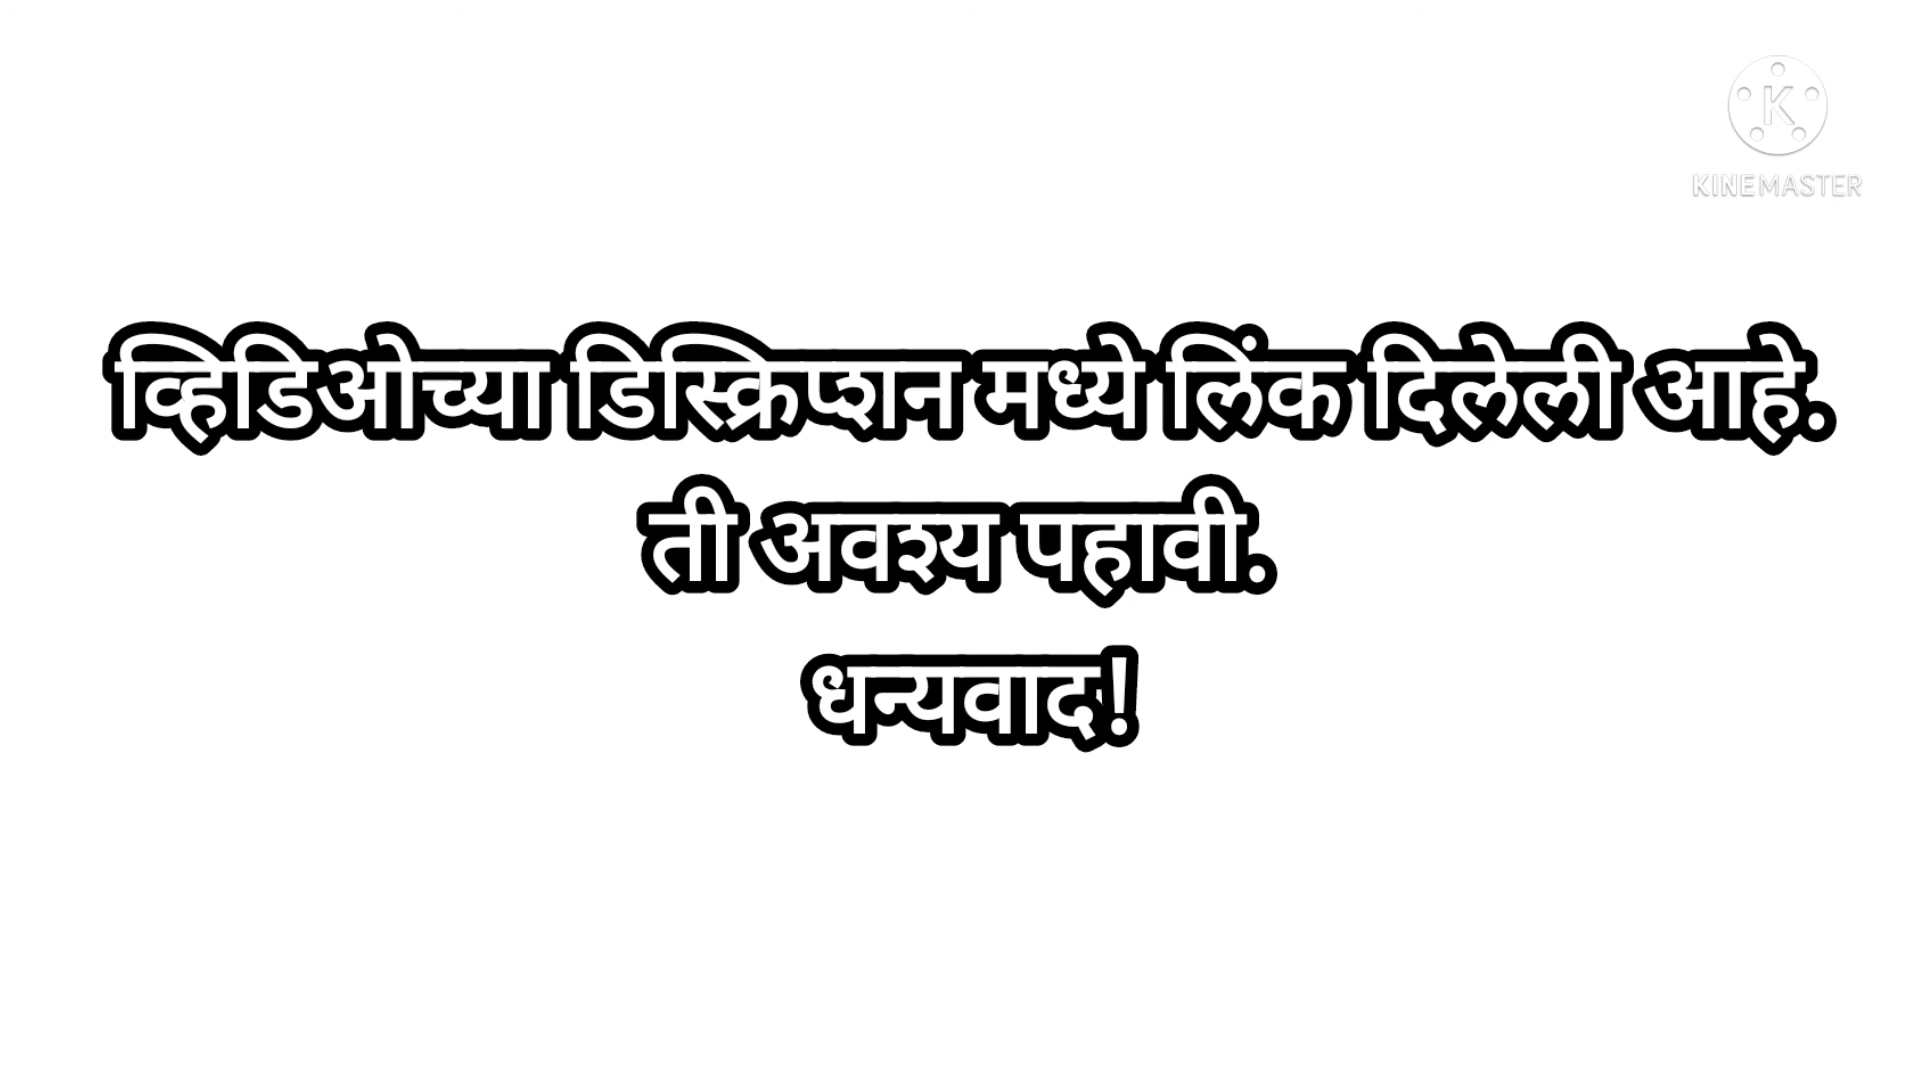 KINEMASTER
व्हिडिओच्या डिस्क्रिप्शन मध्ये लिंक दिलेली आहे.
ती अवश्य पहावी.
धन्यवाद!